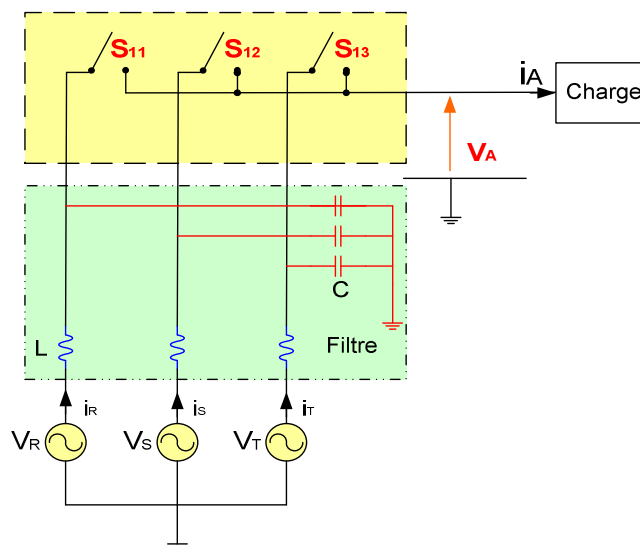 S11 S12 S13
iA
Charge
VA
C
L
Filtre
iR iS iT
VR VS VT